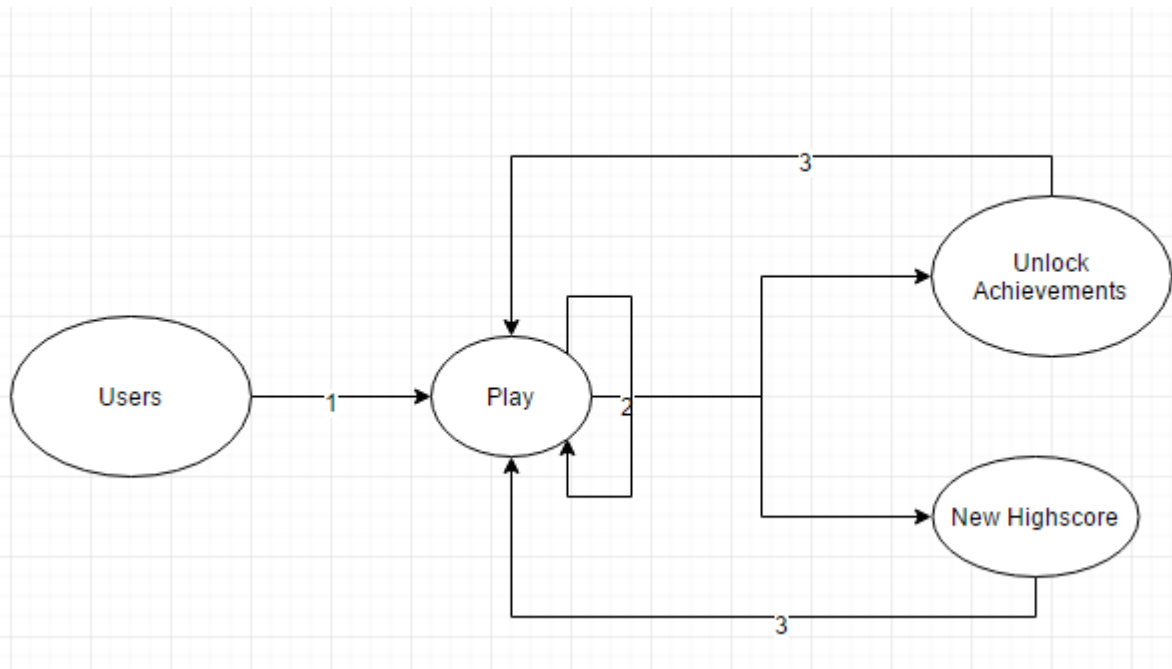 3
Unlock
Achievements
Users
1
Play
2
New Highscore
3